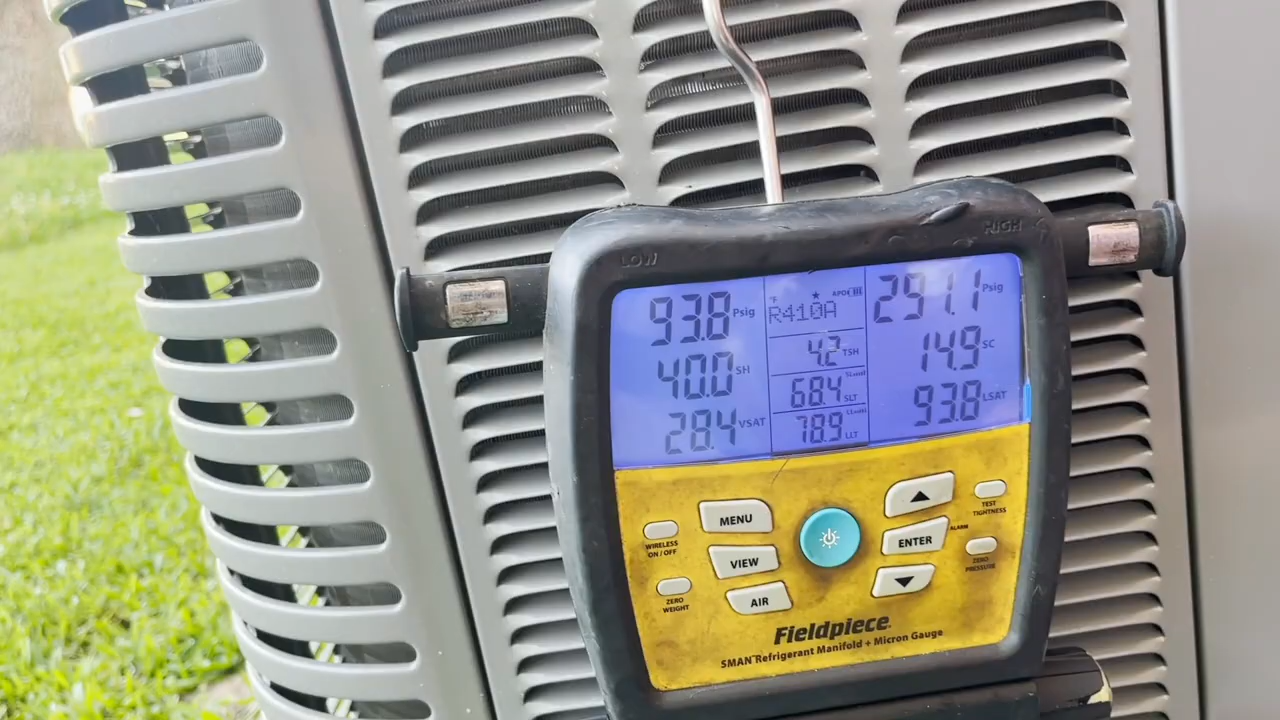 LOW
HIGH
93.8 Psig
40.0 SH
28.4 VSAT
°F
R410A
4.2 TSH
68.4 SLT
78.9 LLT
291.1 Psig
14.9 SC
93.8 LSAT
MENU
VIEW
AIR
WIRELESS
ON / OFF
ZERO
WEIGHT
ENTER
ALARM
TEST
TIGHTNESS
ZERO
PRESSURE
Fieldpiece
SMAN™ Refrigerant Manifold + Micron Gauge